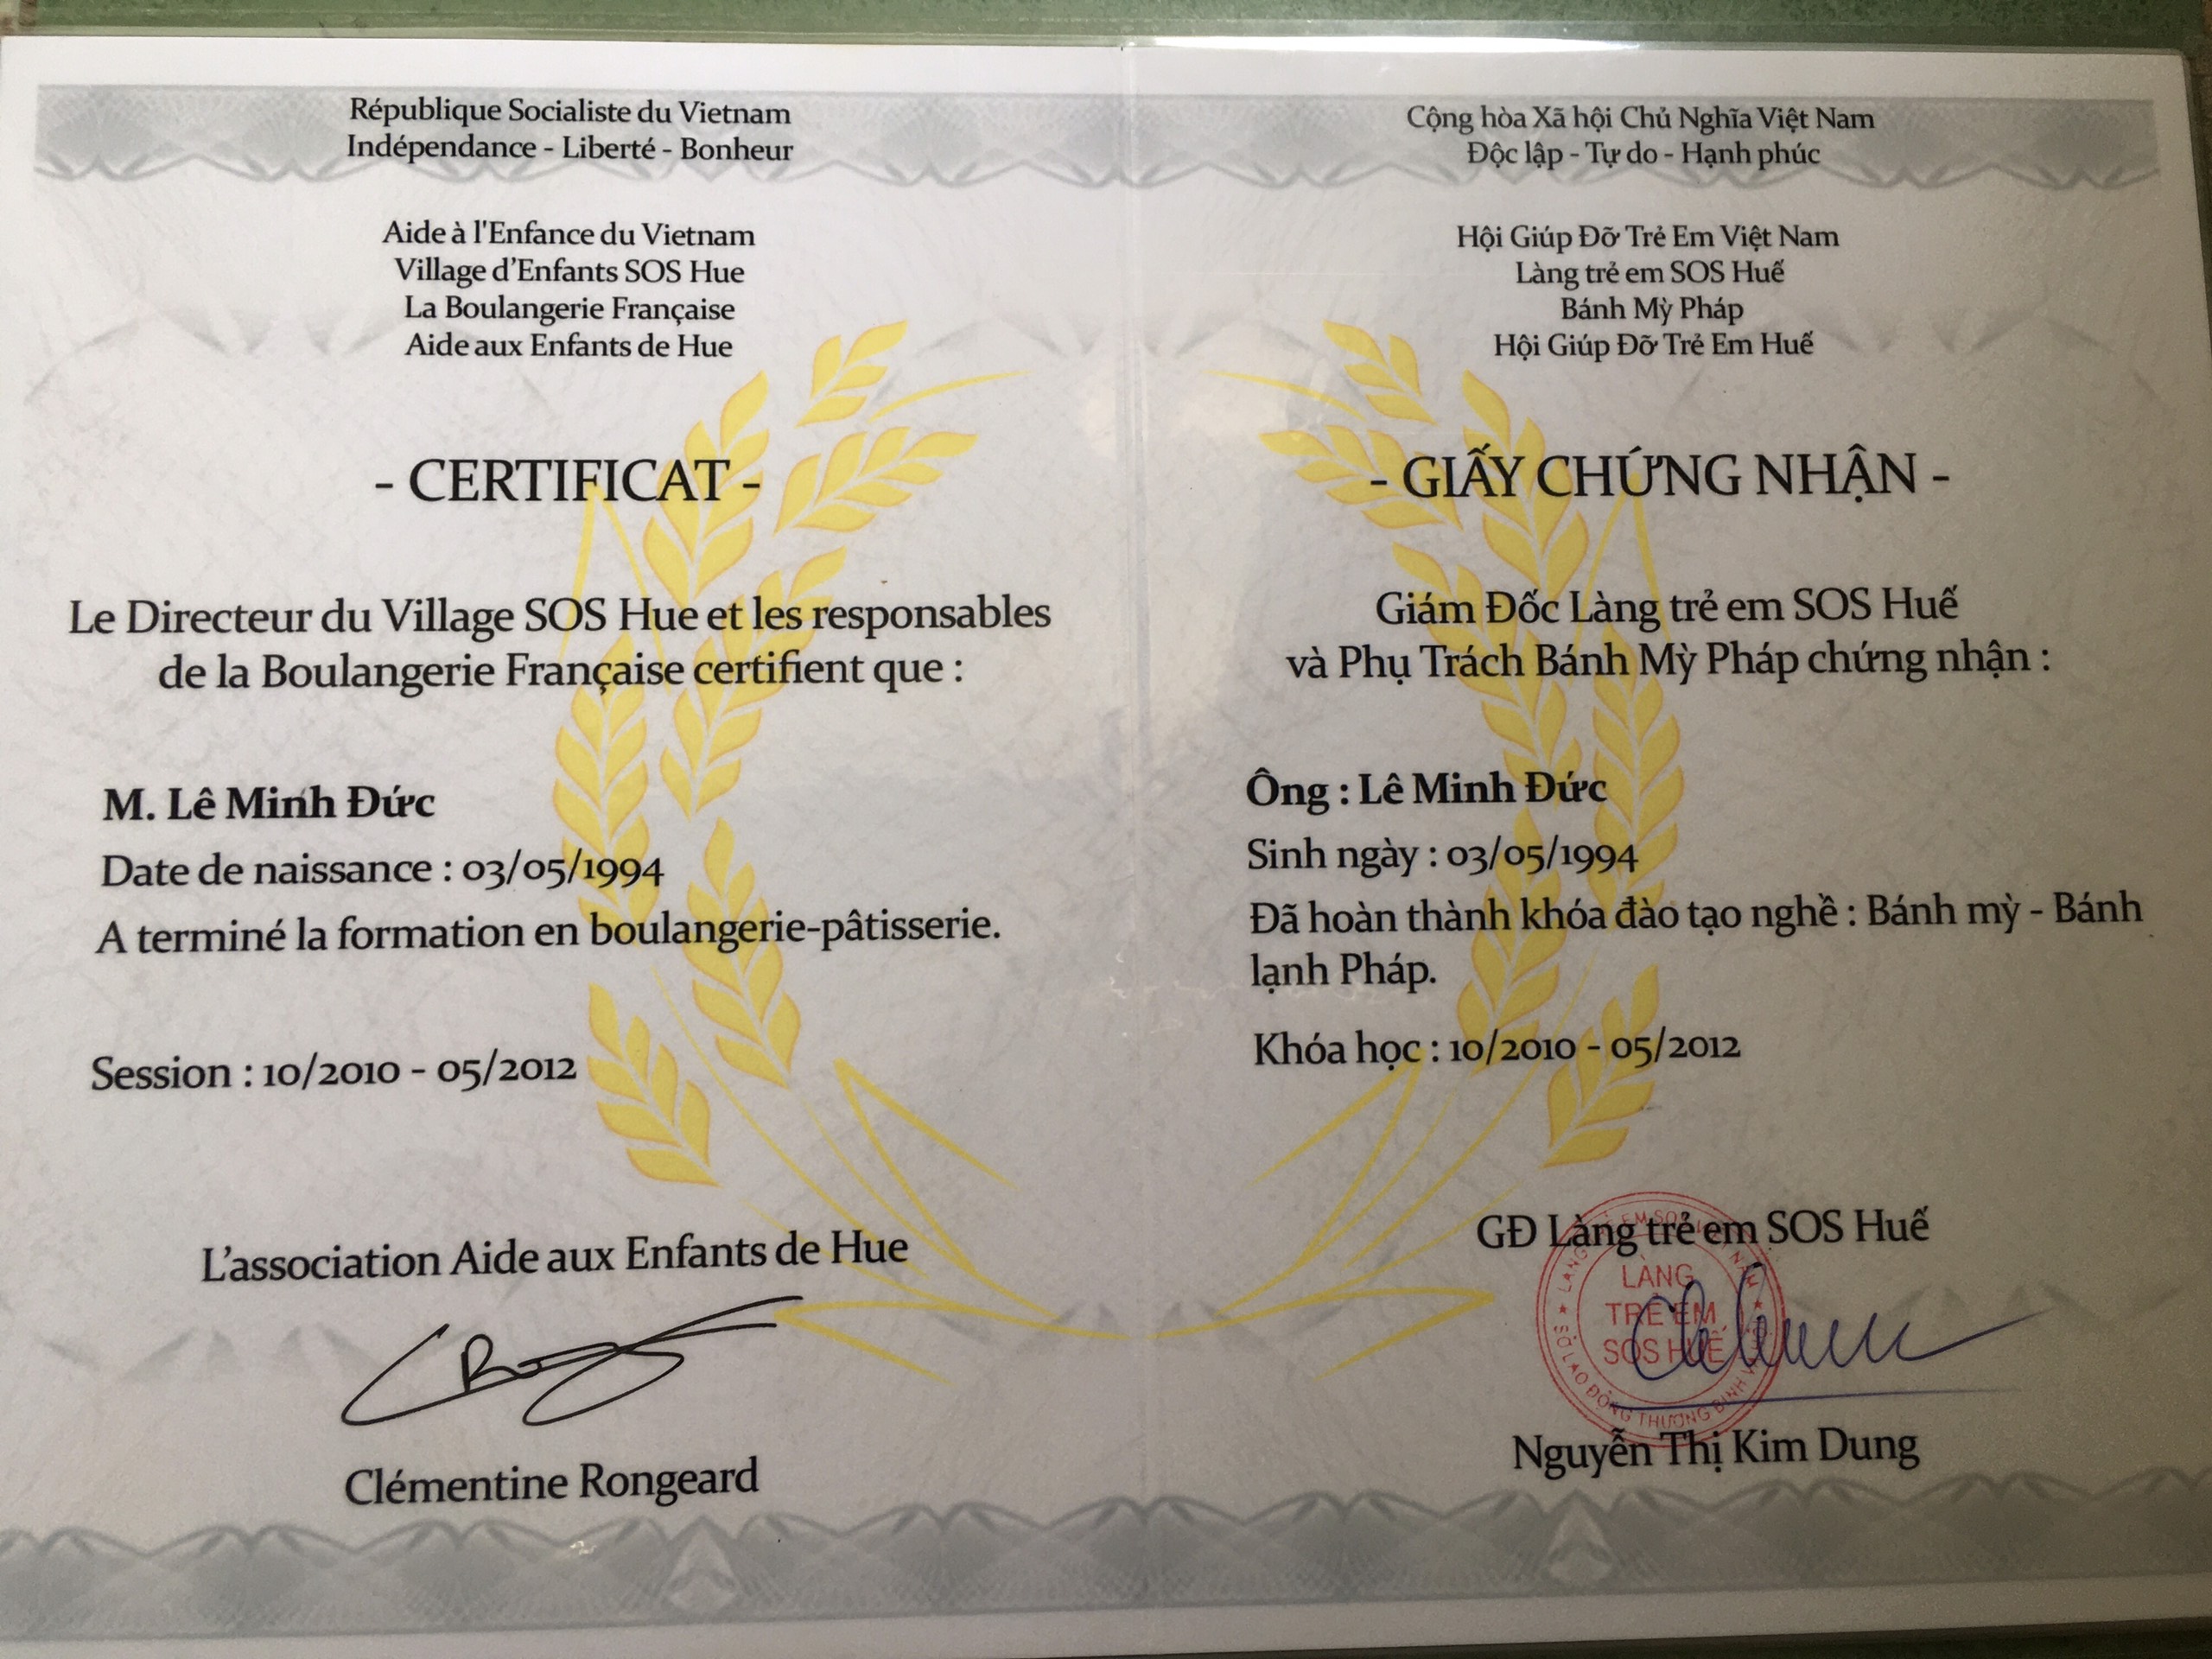 République Socialiste du Vietnam
Indépendance - Liberté - Bonheur
Aide à l'Enfance du Vietnam
Village d'Enfants SOS Hue
La Boulangerie Française
Aide aux Enfants de Hue
- CERTIFICAT -
Le Directeur du Village SOS Hue et les responsables
de la Boulangerie Française certifient que :
M. Lê Minh Đức
Date de naissance : 03/05/1994
A terminé la formation en boulangerie-pâtisserie.
Session : 10/2010 - 05/2012
L'association Aide aux Enfants de Hue
Clémentine Rongeard
Cộng hòa Xã hội Chủ Nghĩa Việt Nam
Độc lập - Tự do - Hạnh phúc
Hội Giúp Đỡ Trẻ Em Việt Nam
Làng trẻ em SOS Huế
Bánh Mỳ Pháp
Hội Giúp Đỡ Trẻ Em Huế
- GIẤY CHỨNG NHẬN -
Giám Đốc Làng trẻ em SOS Huế
và Phụ Trách Bánh Mỳ Pháp chứng nhận :
Ông : Lê Minh Đức
Sinh ngày : 03/05/1994
Đã hoàn thành khóa đào tạo nghề : Bánh mỳ - Bánh
lạnh Pháp.
Khóa học : 10/2010 - 05/2012
GĐ Làng trẻ em SOS Huế
LÀNG
TRẺ EM
SOS HUẾ
Nguyễn Thị Kim Dung